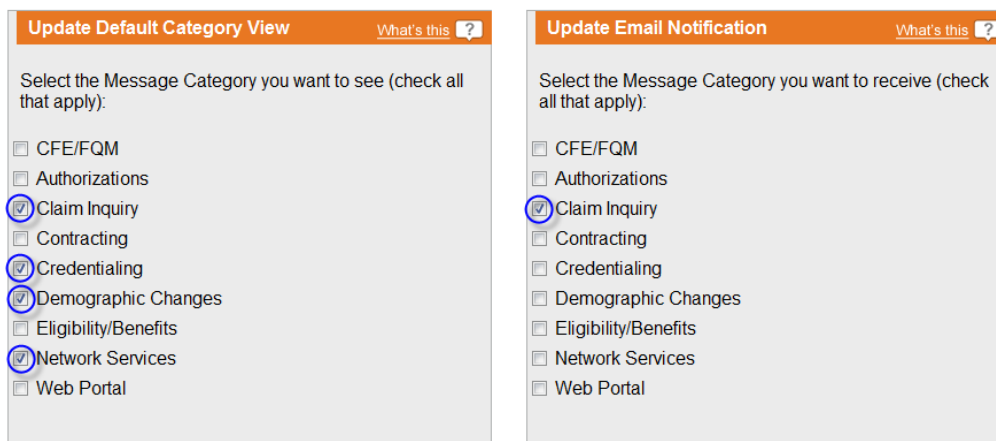 Update Default Category View What's this ?
Select the Message Category you want to see (check all
that apply):
CFE/FQM
Authorizations
Claim Inquiry
Contracting
Credentialing
Demographic Changes
Eligibility/Benefits
Network Services
Web Portal
Update Email Notification What's this ?
Select the Message Category you want to receive (check
all that apply):
CFE/FQM
Authorizations
Claim Inquiry
Contracting
Credentialing
Demographic Changes
Eligibility/Benefits
Network Services
Web Portal